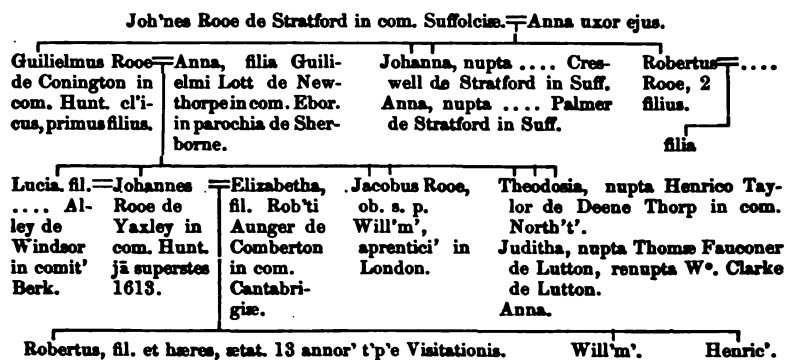 Joh'nes Rooe de Stratford in com. Suffolciæ. Anna uxor ejus.
Guilielmus Rooe
de Conington in
com. Hunt. cl'i-
cus, primus filius.
Anna, filia Guili-
elmi Lott de New-
thorpe in com. Ebor.
in parochia de Sher-
borne.
Johanna, nupta .... Cres-
well de Stratford in Suff.
Anna, nupta .... Palmer
de Stratford in Suff.
Robertus
Rooe, 2
filius.
....
filia
Lucia. fil.
.... Al-
ley de
Windsor
in comit'
Berk.
Johannes
Rooe de
Yaxley in
com. Hunt.
jā superstes
1613.
Elizabetha,
fil. Rob'ti
Aunger de
Comberton
in com.
Cantabri-
giæ.
Jacobus Rooe,
ob. s. p.
Will'm',
aprentici' in
London.
Theodosia, nupta Henrico Tay-
lor de Deene Thorp in com.
North't'.
Juditha, nupta Thomæ Fauconer
de Lutton, renupta Wº. Clarke
de Lutton.
Anna.
Robertus, fil. et hæres, ætat. 13 annor' t'p'e Visitationis.
Will'm'.
Henric'.